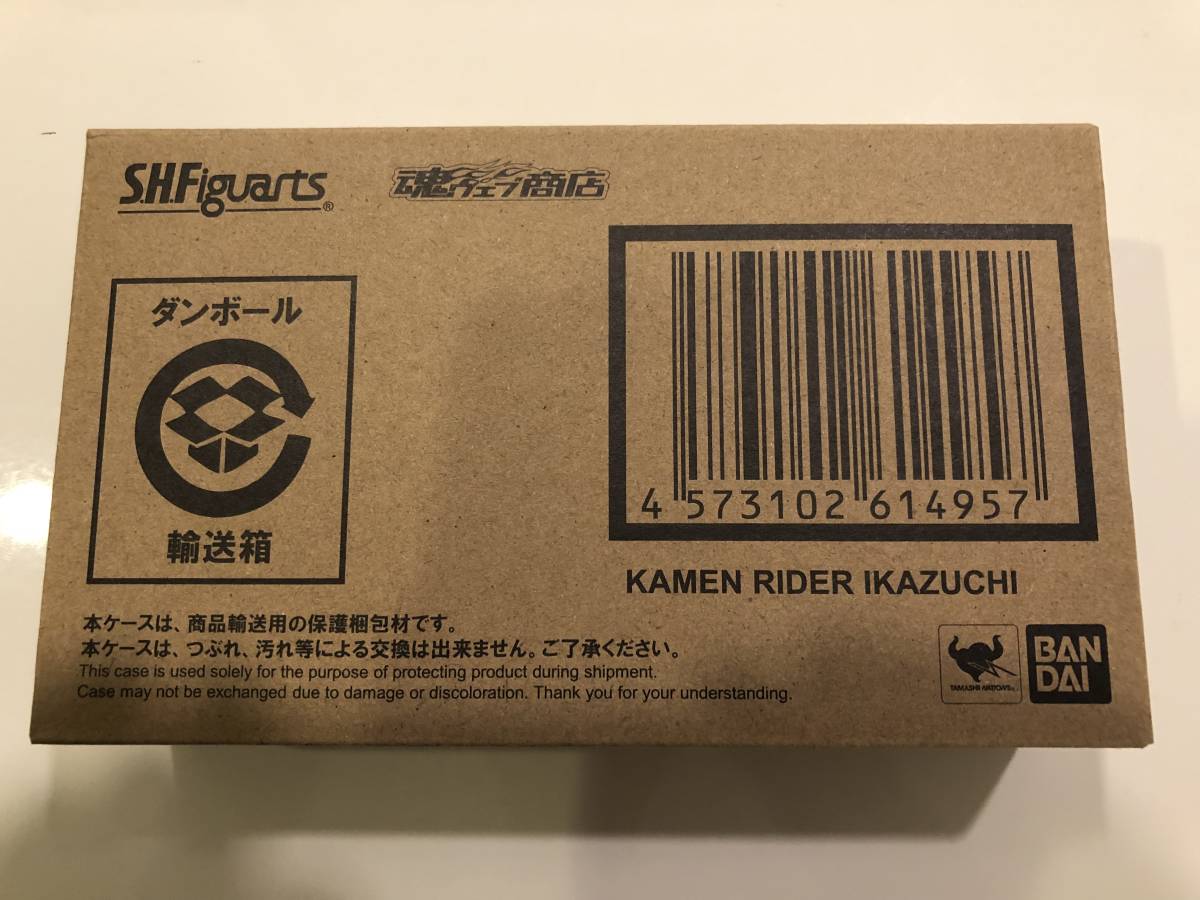 S.H.Figuarts®
魂ウェブ商店
ダンボール
輸送箱
4 573102 614957
KAMEN RIDER IKAZUCHI
本ケースは、商品輸送用の保護梱包材です。
本ケースは、つぶれ、汚れ等による交換は出来ません。ご了承ください。
This case is used solely for the purpose of protecting product during shipment.
Case may not be exchanged due to damage or discoloration. Thank you for your understanding.
TAMASHII NATIONS
BAN
DAI